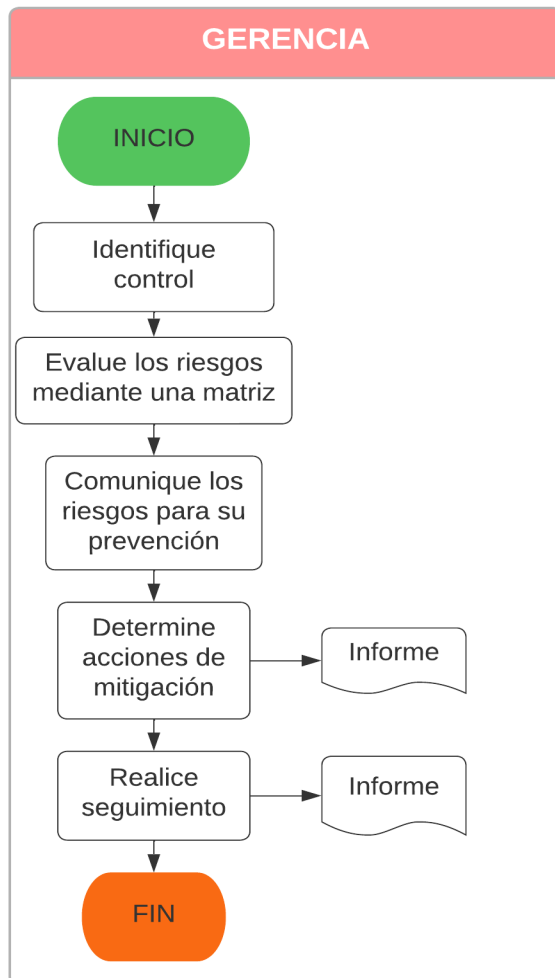 GERENCIA
INICIO
Identifique
control
Evalue los riesgos
mediante una matriz
Comunique los
riesgos para su
prevención
Determine
acciones de
mitigación
Informe
Realice
seguimiento
Informe
FIN